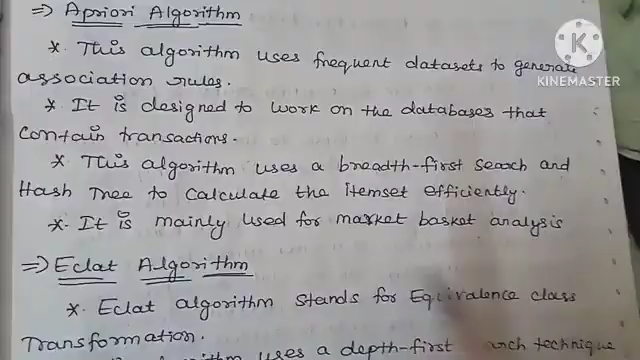 ⇒ Apriori Algorithm
* This algorithm uses frequent datasets to generate
association rules.
* It is designed to work on the databases that
contain transactions.
* This algorithm uses a breadth-first search and
Hash Tree to calculate the itemset efficiently.
* It is mainly used for market basket analysis
⇒ Eclat Algorithm
* Eclat algorithm stands for Equivalence class
Transformation.
uses a depth-first technique
KINEMASTER